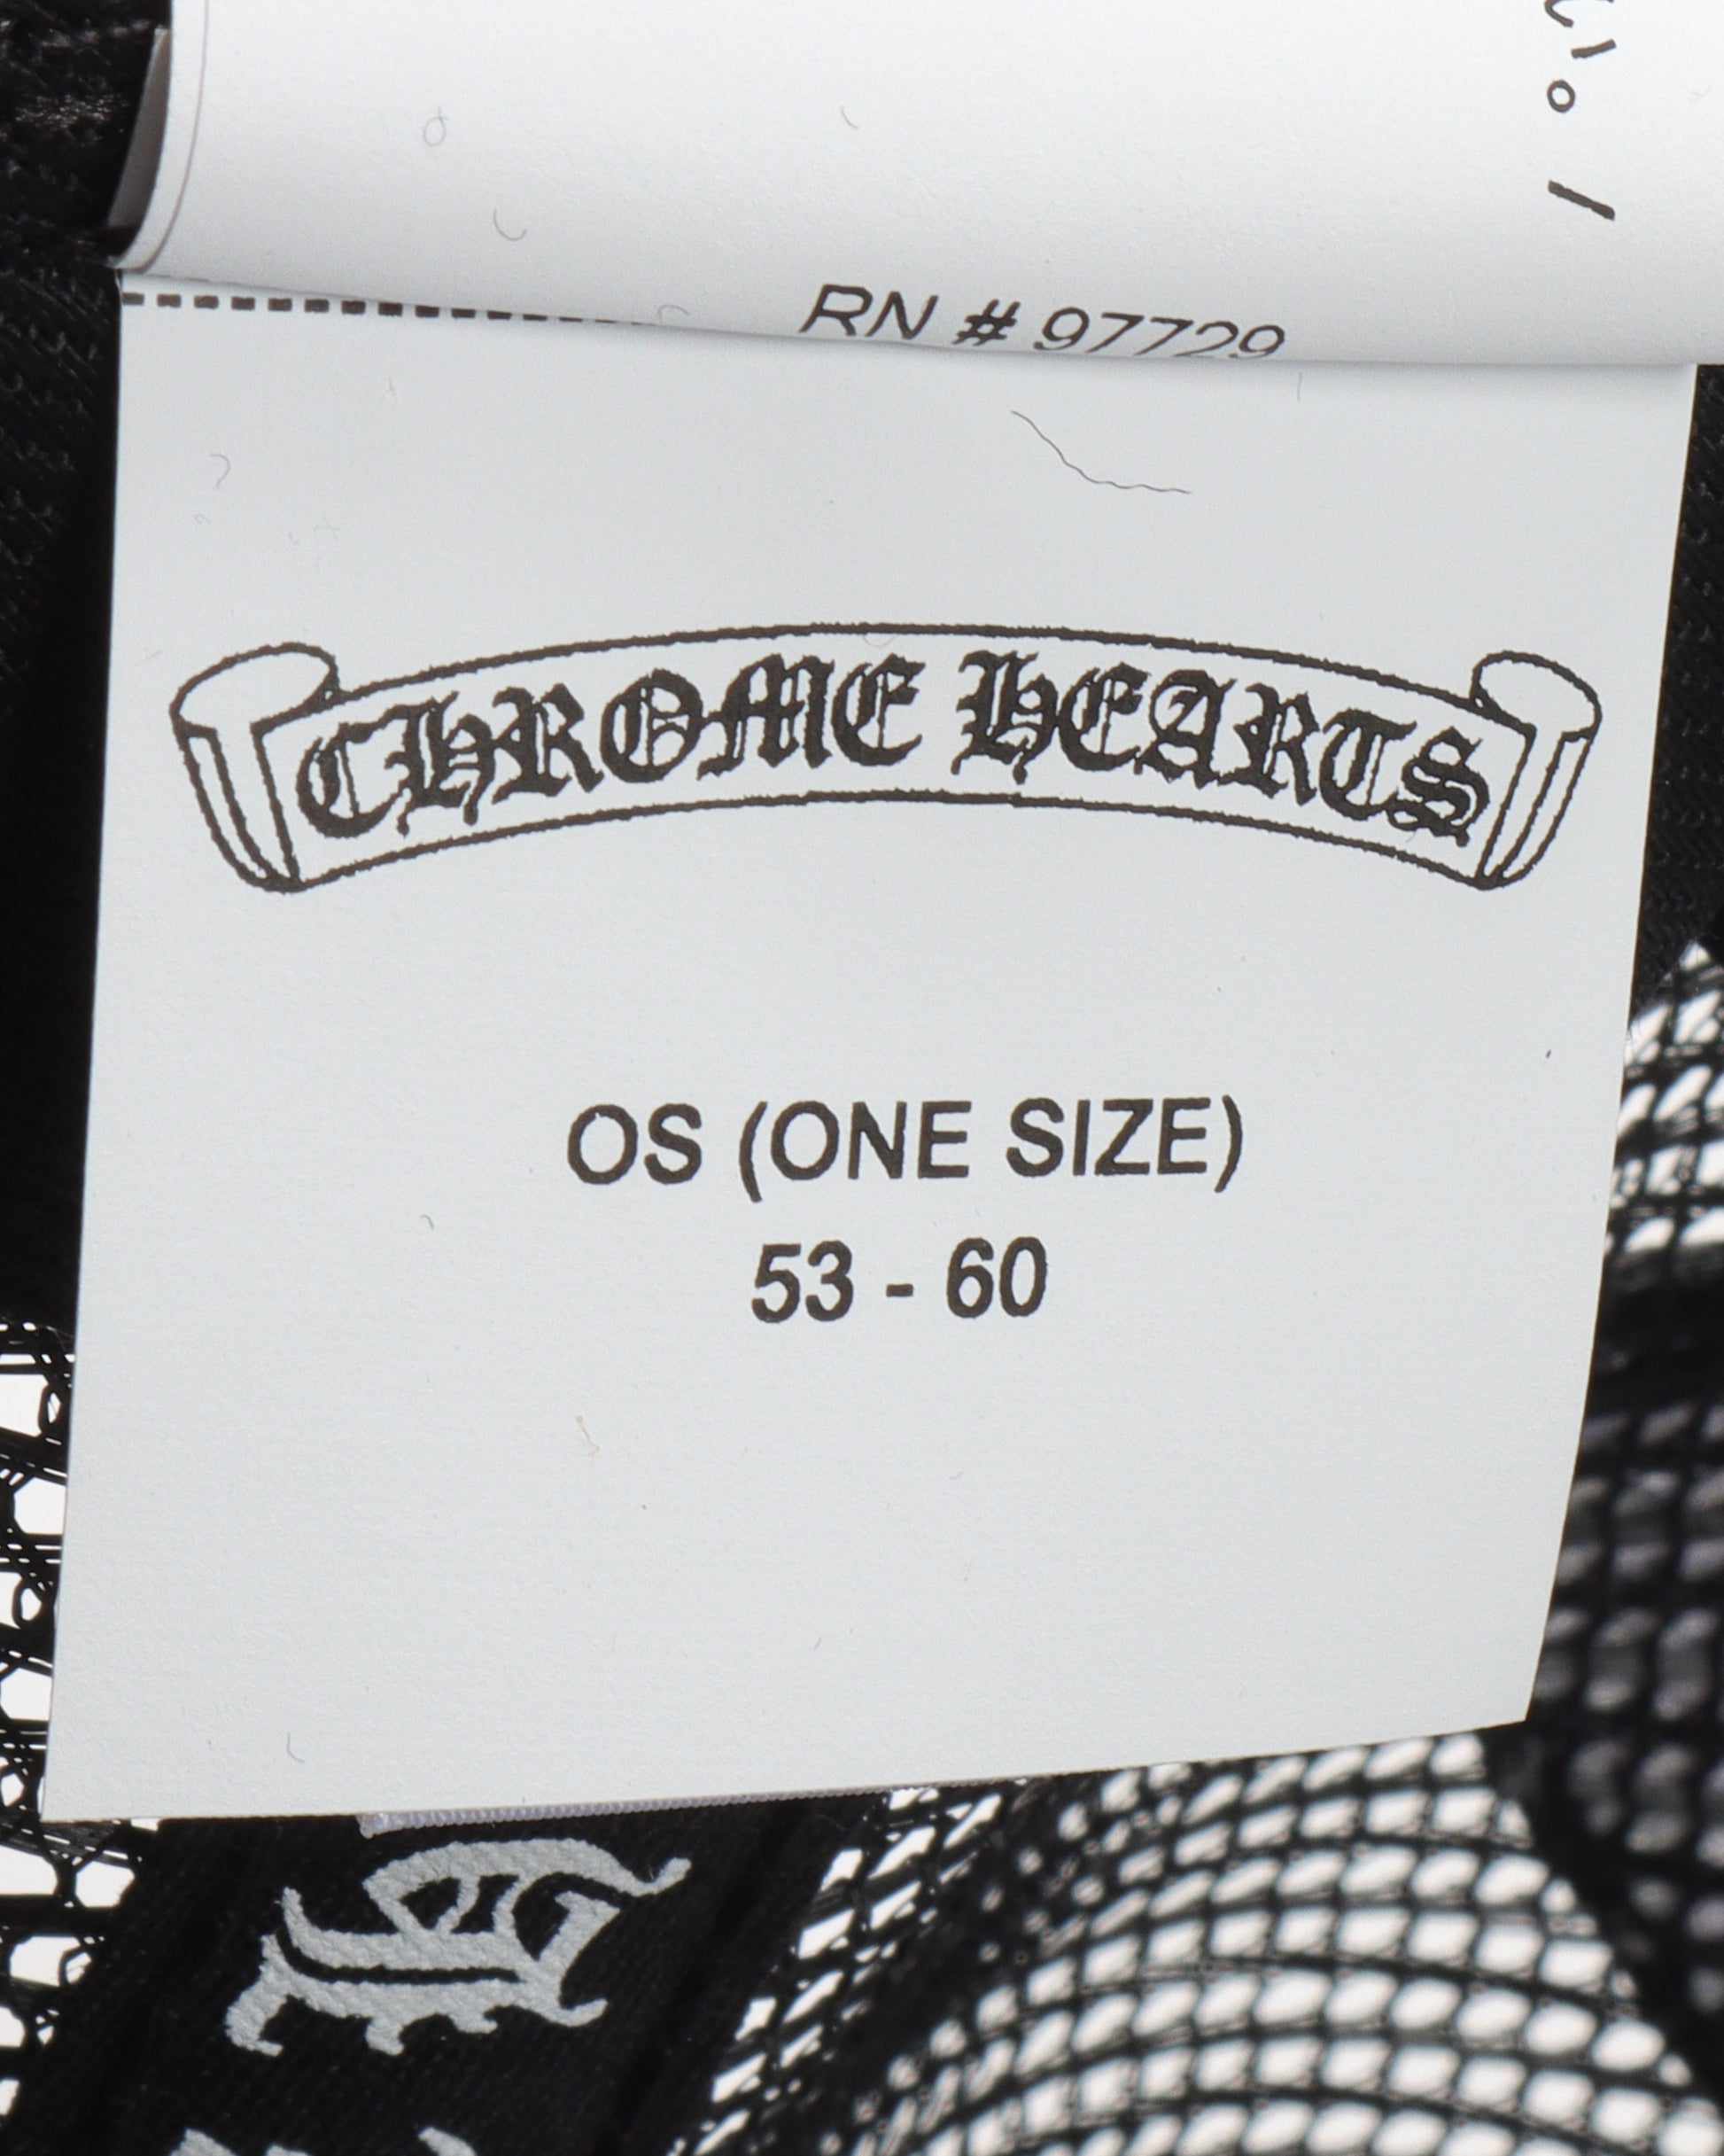 RN # 97729
CHROME HEARTS
OS (ONE SIZE)
53 - 60